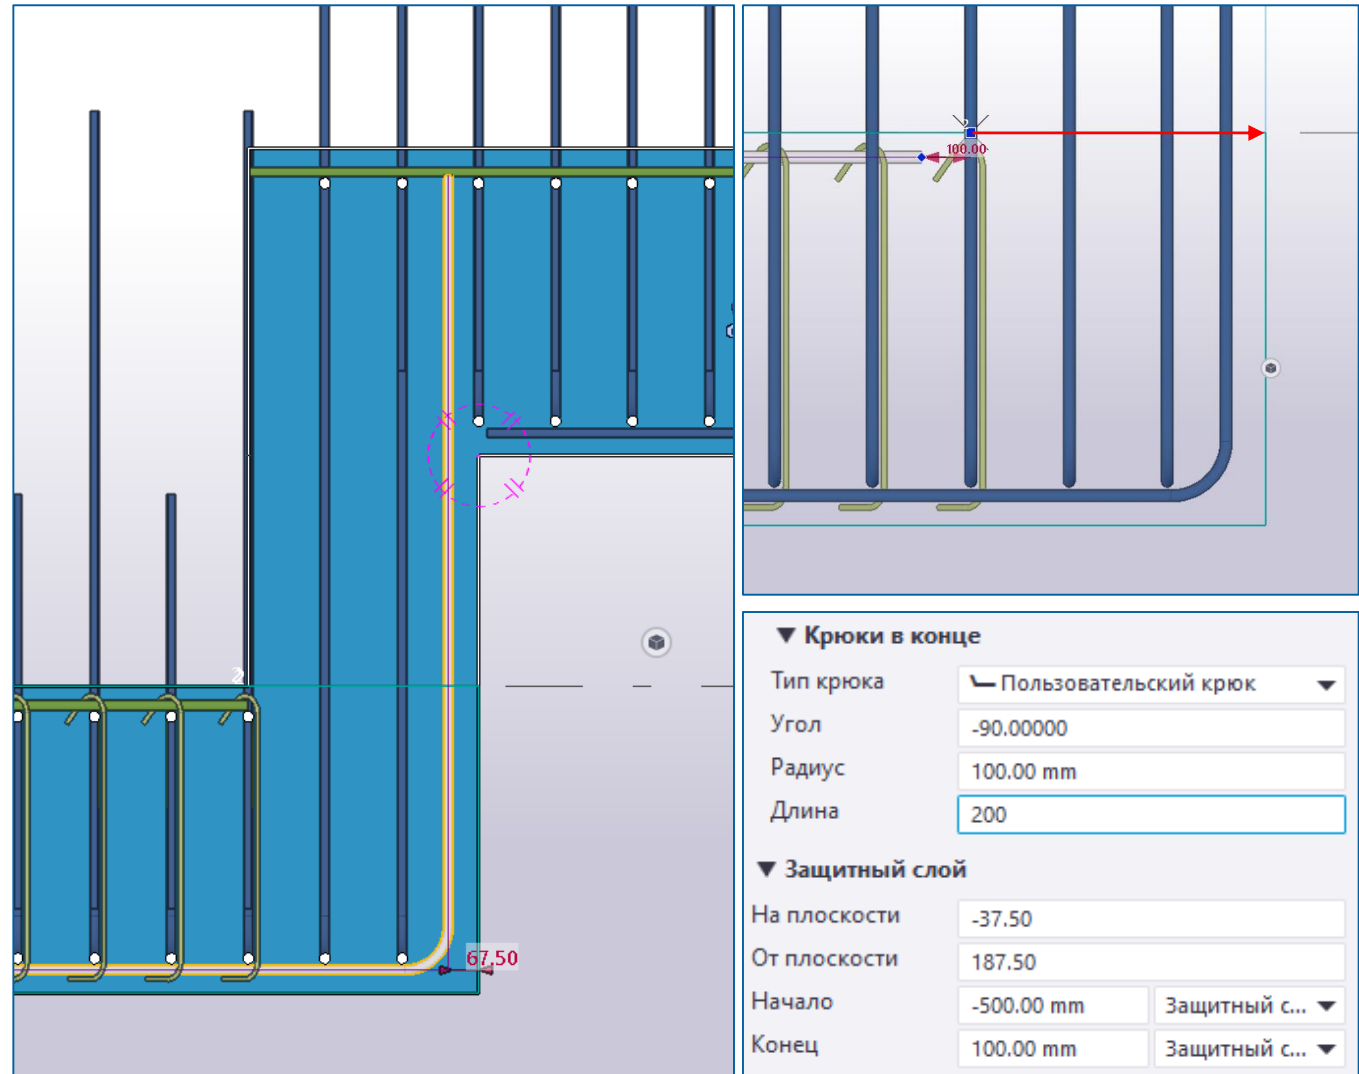 67,50
100.00
Крюки в конце
Тип крюка
Пользовательский крюк
Угол
-90.00000
Радиус
100.00 mm
Длина
200
Защитный слой
На плоскости
-37.50
От плоскости
187.50
Начало
-500.00 mm
Защитный с...
Конец
100.00 mm
Защитный с...